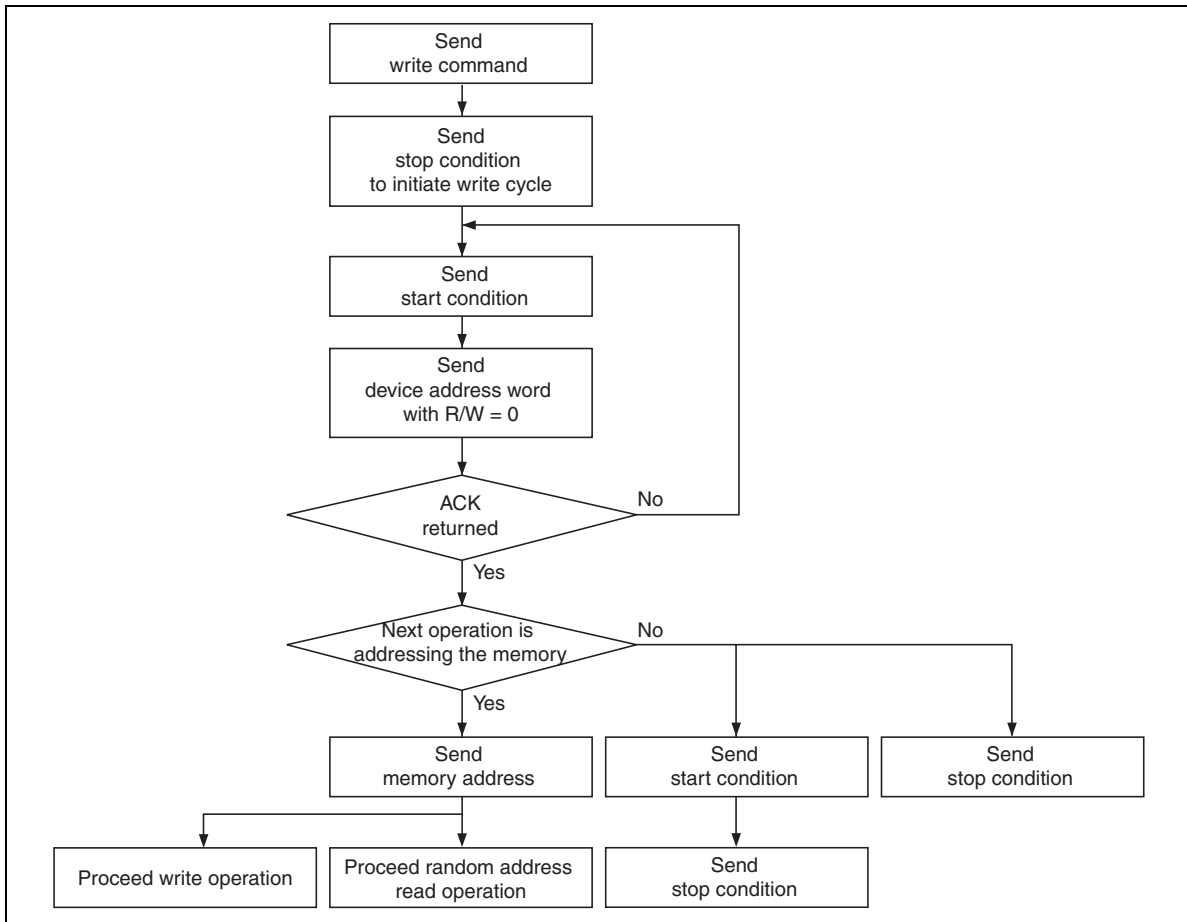 Send
write command
Send
stop condition
to initiate write cycle
Send
start condition
Send
device address word
with R/W = 0
ACK
returned
No
Yes
Next operation is
addressing the memory
No
Yes
Send
memory address
Send
start condition
Send
stop condition
Proceed write operation
Proceed random address
read operation
Send
stop condition